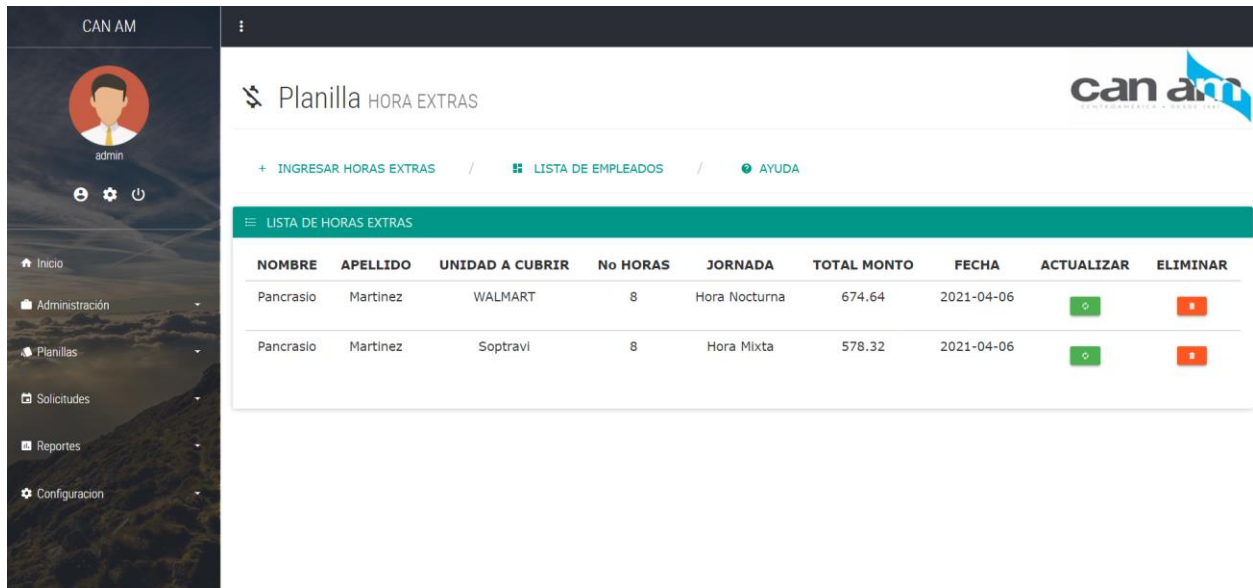 CAN AM
admin
Inicio
Administración
Planillas
Solicitudes
Reportes
Configuracion
Planilla HORA EXTRAS
can am
CENTROAMÉRICA • DESDE
+ INGRESAR HORAS EXTRAS / LISTA DE EMPLEADOS / AYUDA
LISTA DE HORAS EXTRAS
NOMBRE APELLIDO UNIDAD A CUBRIR No HORAS JORNADA TOTAL MONTO FECHA ACTUALIZAR ELIMINAR
Pancrasio Martinez WALMART 8 Hora Nocturna 674.64 2021-04-06
Pancrasio Martinez Soptravi 8 Hora Mixta 578.32 2021-04-06